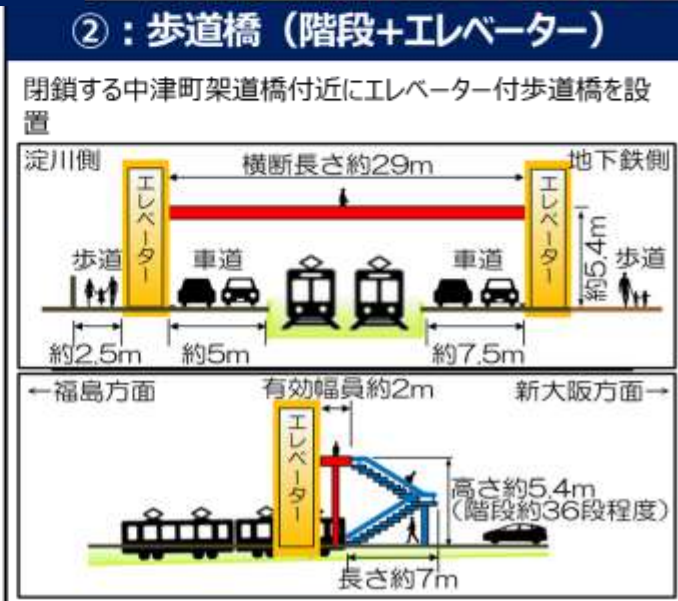 ②：歩道橋（階段+エレベーター）
閉鎖する中津町架道橋付近にエレベーター付歩道橋を設
置
淀川側
横断長さ約29m
地下鉄側
エレベーター
エレベーター
歩道
車道
車道
約5.4m
歩道
約2.5m
約5m
約7.5m
←福島方面
有効幅員約2m
新大阪方面→
エレベーター
高さ約5.4m
（階段約36段程度）
長さ約7m